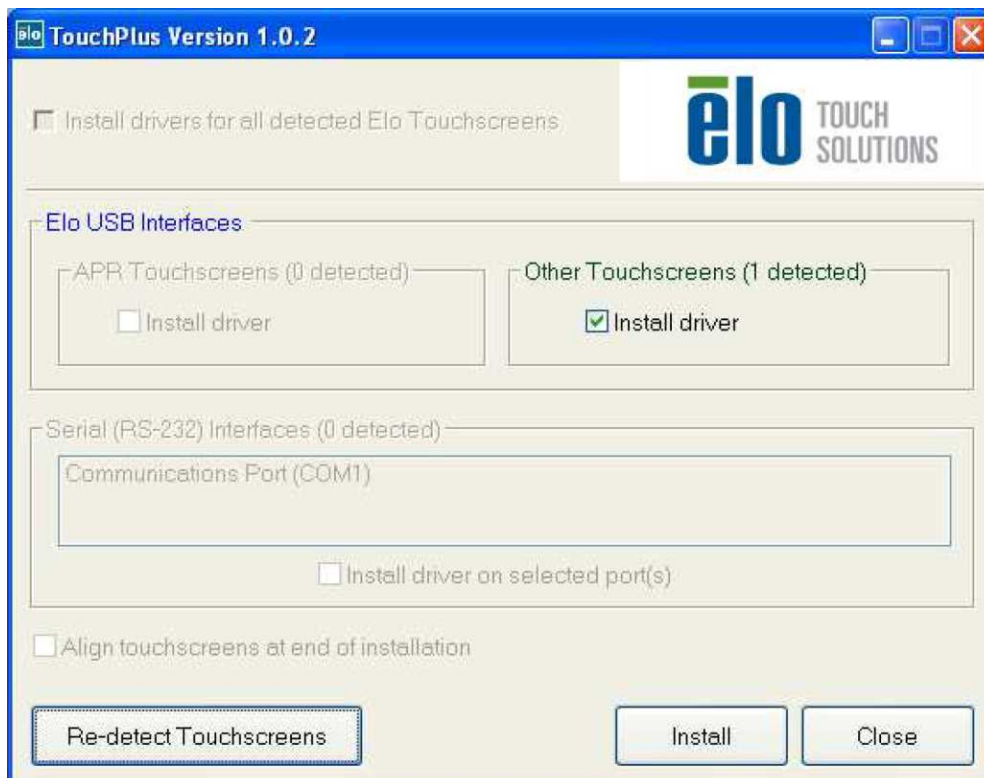 elo TouchPlus Version 1.0.2
Install drivers for all detected Elo Touchscreens
elo TOUCH
SOLUTIONS
Elo USB Interfaces
APR Touchscreens (0 detected)
Install driver
Other Touchscreens (1 detected)
Install driver
Serial (RS-232) Interfaces (0 detected)
Communications Port (COM1)
Install driver on selected port(s)
Align touchscreens at end of installation
Re-detect Touchscreens
Install
Close